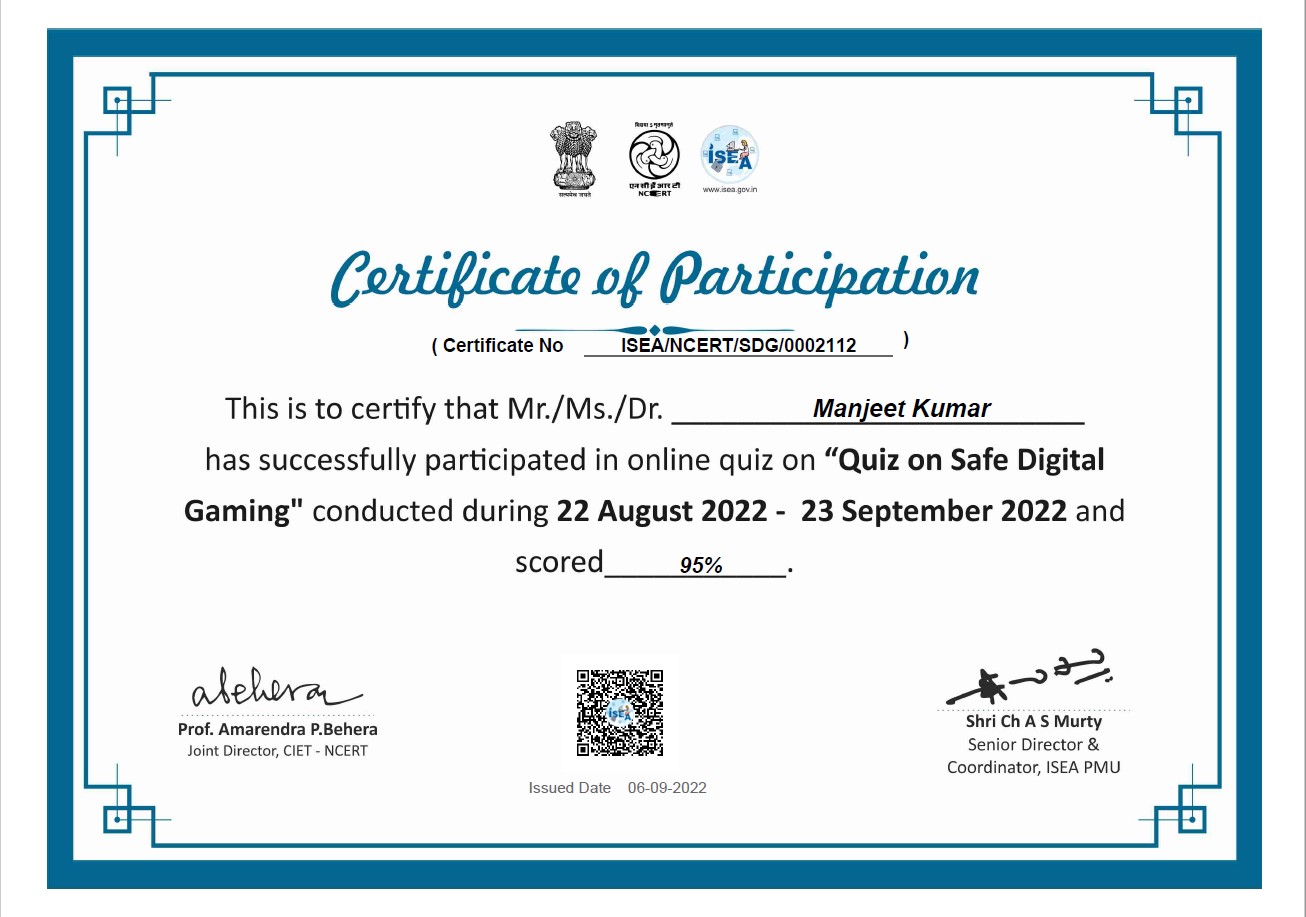 सत्यमेव जयते
विद्यया ऽ मृतमश्नुते
एन सी ई आर टी
NCERT
iSEA
www.isea.gov.in
Certificate of Participation
( Certificate No ISEA/NCERT/SDG/0002112 )
This is to certify that Mr./Ms./Dr. Manjeet Kumar
has successfully participated in online quiz on “Quiz on Safe Digital
Gaming" conducted during 22 August 2022 - 23 September 2022 and
scored 95% .
abehera
Prof. Amarendra P.Behera
Joint Director, CIET - NCERT
iSEA
Issued Date 06-09-2022
Shri Ch A S Murty
Senior Director &
Coordinator, ISEA PMU